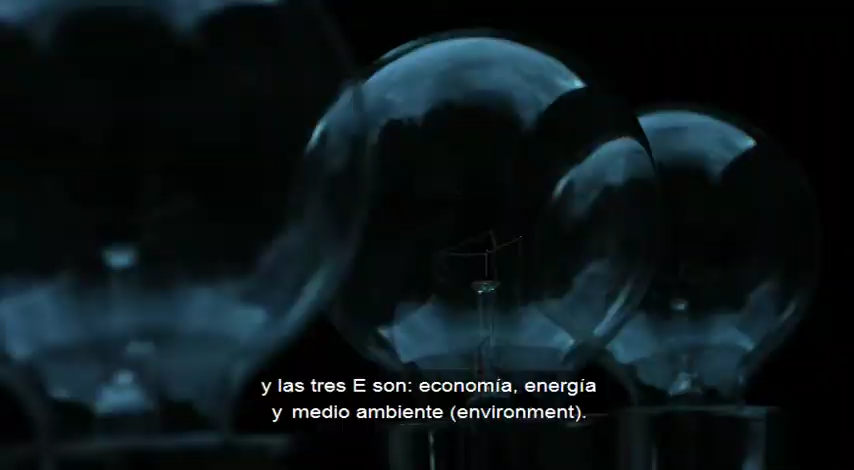 y las tres E son: economía, energía
y medio ambiente (environment).